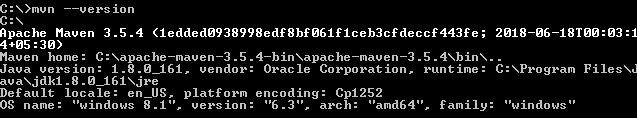 C:\>mvn --version
C:\
Apache Maven 3.5.4 (1edded0938998edf8bf061f1ceb3cfdeccf443fe; 2018-06-18T00:03:1
4+05:30)
Maven home: C:\apache-maven-3.5.4-bin\apache-maven-3.5.4\bin\..
Java version: 1.8.0_161, vendor: Oracle Corporation, runtime: C:\Program Files\J
ava\jdk1.8.0_161\jre
Default locale: en_US, platform encoding: Cp1252
OS name: "windows 8.1", version: "6.3", arch: "amd64", family: "windows"